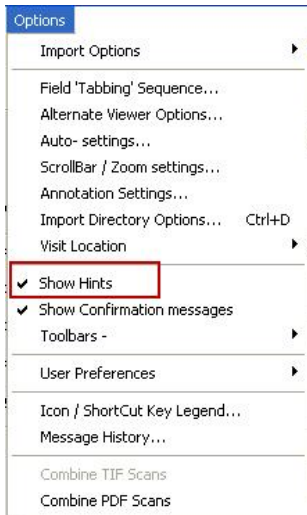 Options
Import Options
Field 'Tabbing' Sequence...
Alternate Viewer Options...
Auto- settings...
ScrollBar / Zoom settings...
Annotation Settings...
Import Directory Options... Ctrl+D
Visit Location
Show Hints
Show Confirmation messages
Toolbars -
User Preferences
Icon / ShortCut Key Legend...
Message History...
Combine TIF Scans
Combine PDF Scans